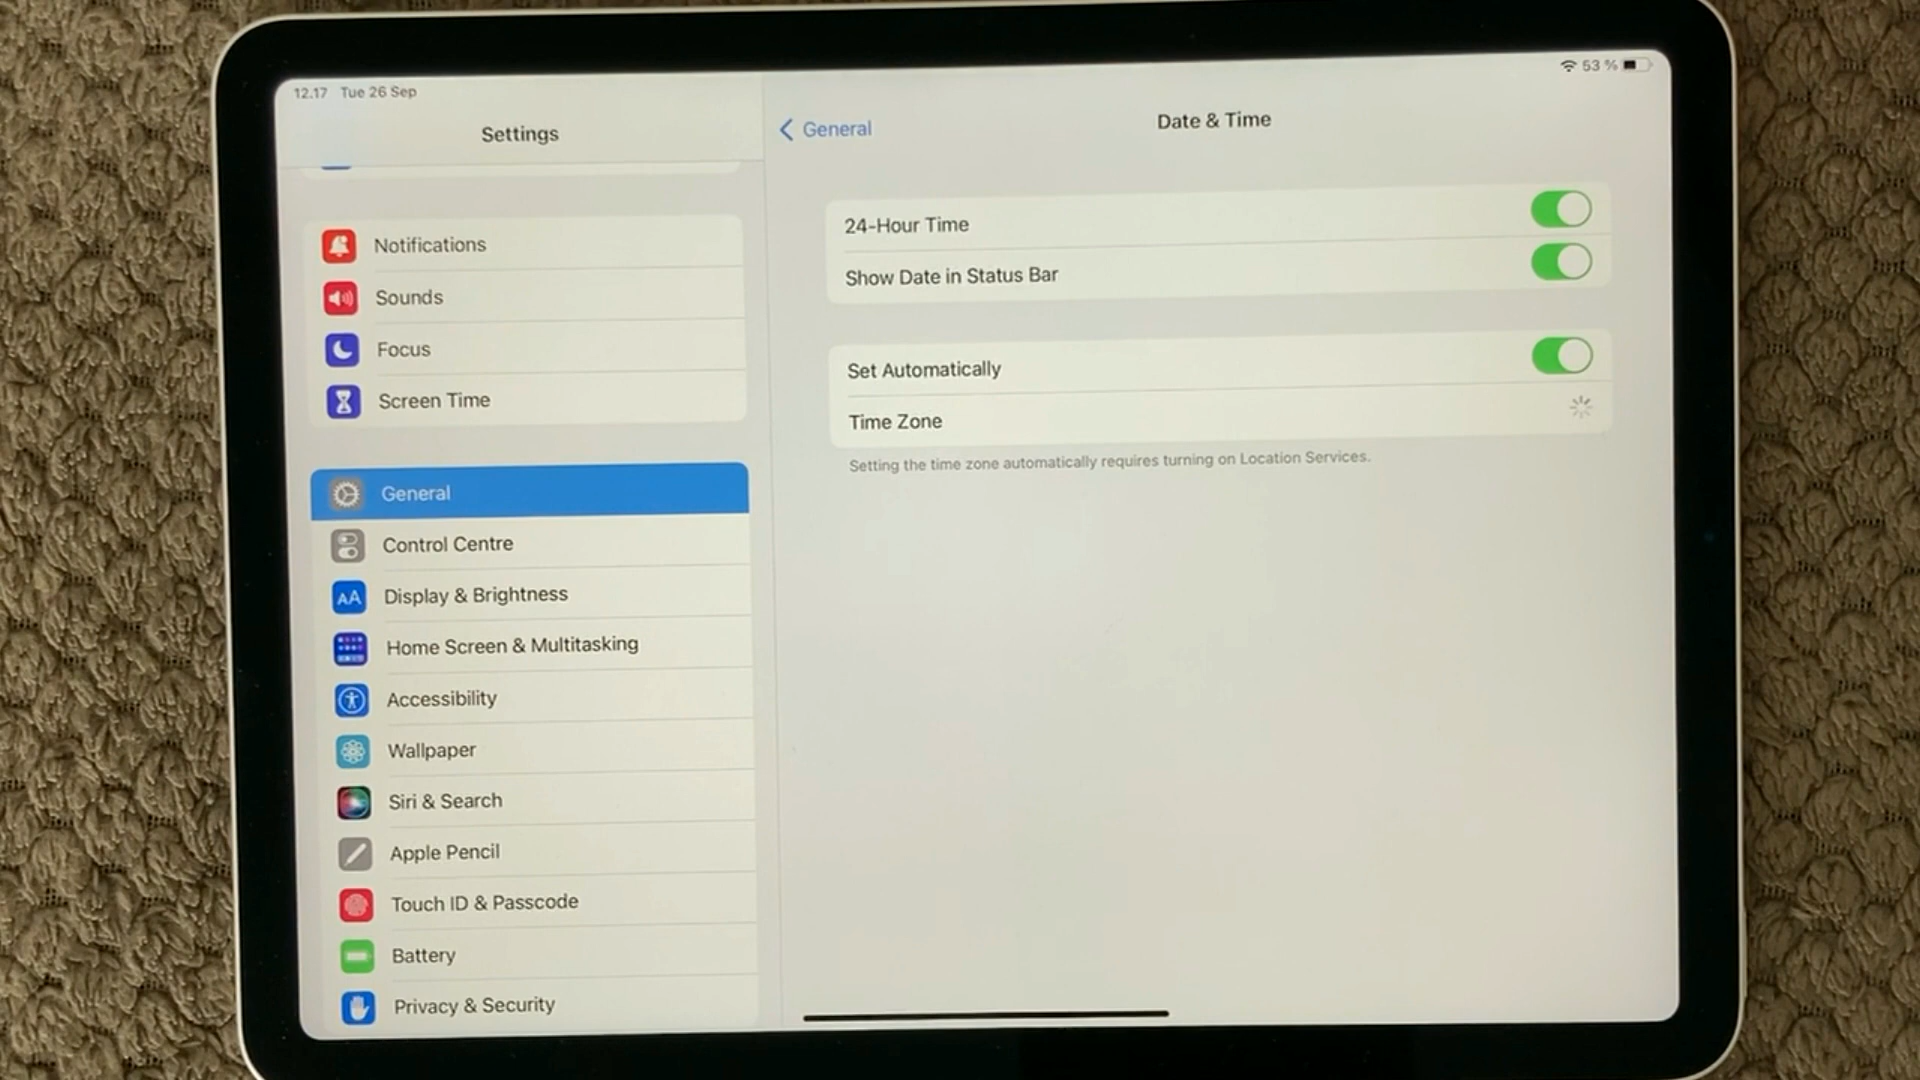 12.17 Tue 26 Sep
53 %
Settings
General
Date & Time
Notifications
Sounds
Focus
Screen Time
General
Control Centre
AA
Display & Brightness
Home Screen & Multitasking
Accessibility
Wallpaper
Siri & Search
Apple Pencil
Touch ID & Passcode
Battery
Privacy & Security
24-Hour Time
Show Date in Status Bar
Set Automatically
Time Zone
Setting the time zone automatically requires turning on Location Services.